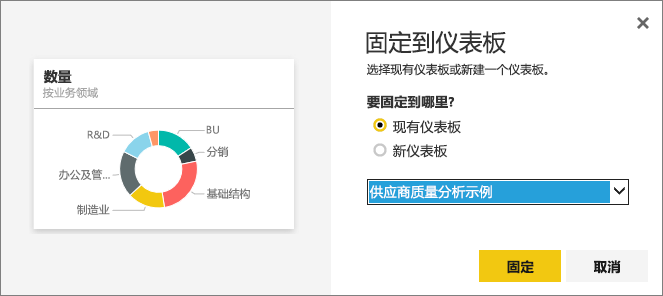 数量
按业务领域
R&D
BU
分销
办公及管...
基础结构
制造业
固定到仪表板
选择现有仪表板或新建一个仪表板。
要固定到哪里?
现有仪表板
新仪表板
供应商质量分析示例
固定
取消